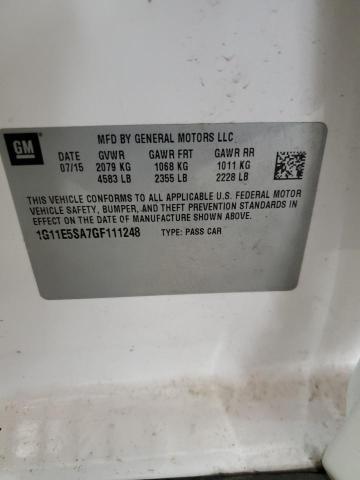 GM
MFD BY GENERAL MOTORS LLC
DATE GVWR GAWR FRT GAWR RR
07/15 2079 KG 1068 KG 1011 KG
4583 LB 2355 LB 2228 LB
THIS VEHICLE CONFORMS TO ALL APPLICABLE U.S. FEDERAL MOTOR
VEHICLE SAFETY, BUMPER, AND THEFT PREVENTION STANDARDS IN
EFFECT ON THE DATE OF MANUFACTURE SHOWN ABOVE.
1G11E5SA7GF111248 TYPE: PASS CAR